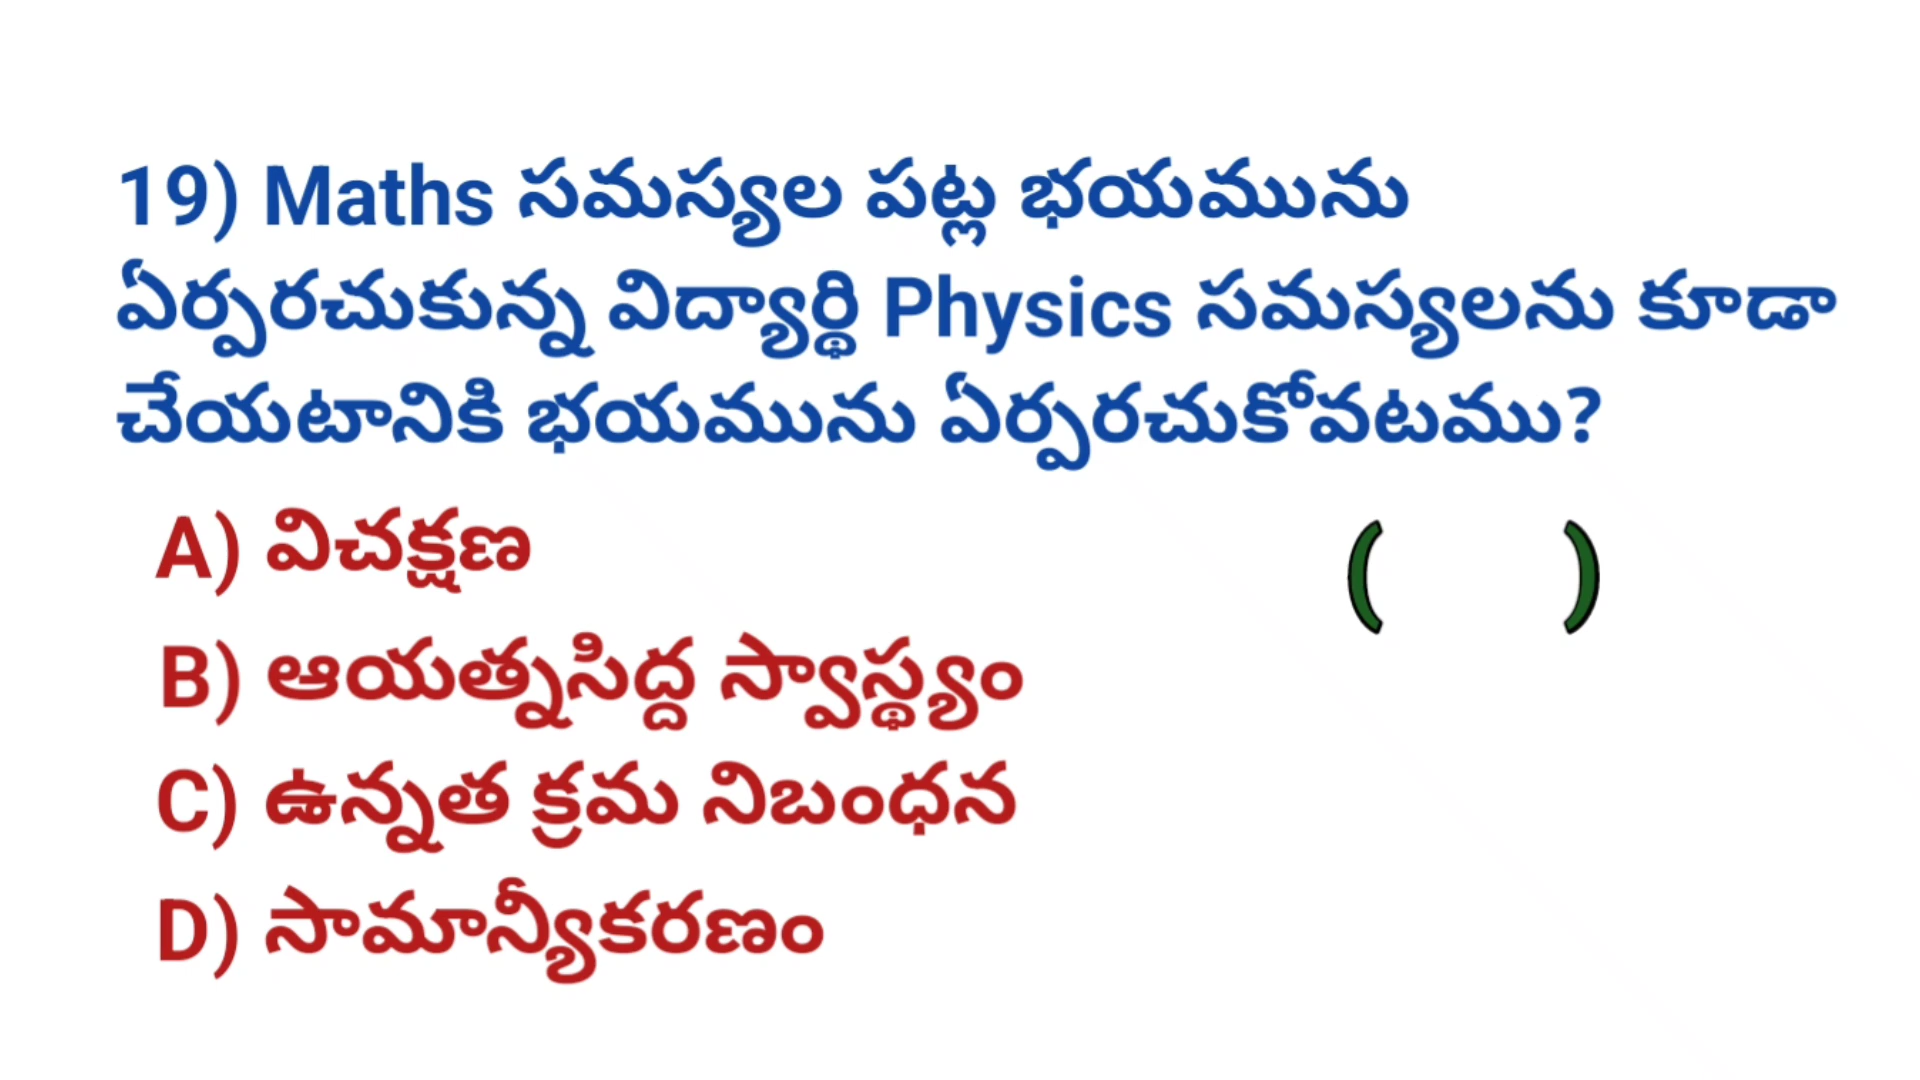 19) Maths సమస్యల పట్ల భయమును
ఏర్పరచుకున్న విద్యార్థి Physics సమస్యలను కూడా
చేయటానికి భయమును ఏర్పరచుకోవటము?
A) విచక్షణ
( )
B) ఆయత్నసిద్ద స్వాస్థ్యం
C) ఉన్నత క్రమ నిబంధన
D) సామాన్యీకరణం